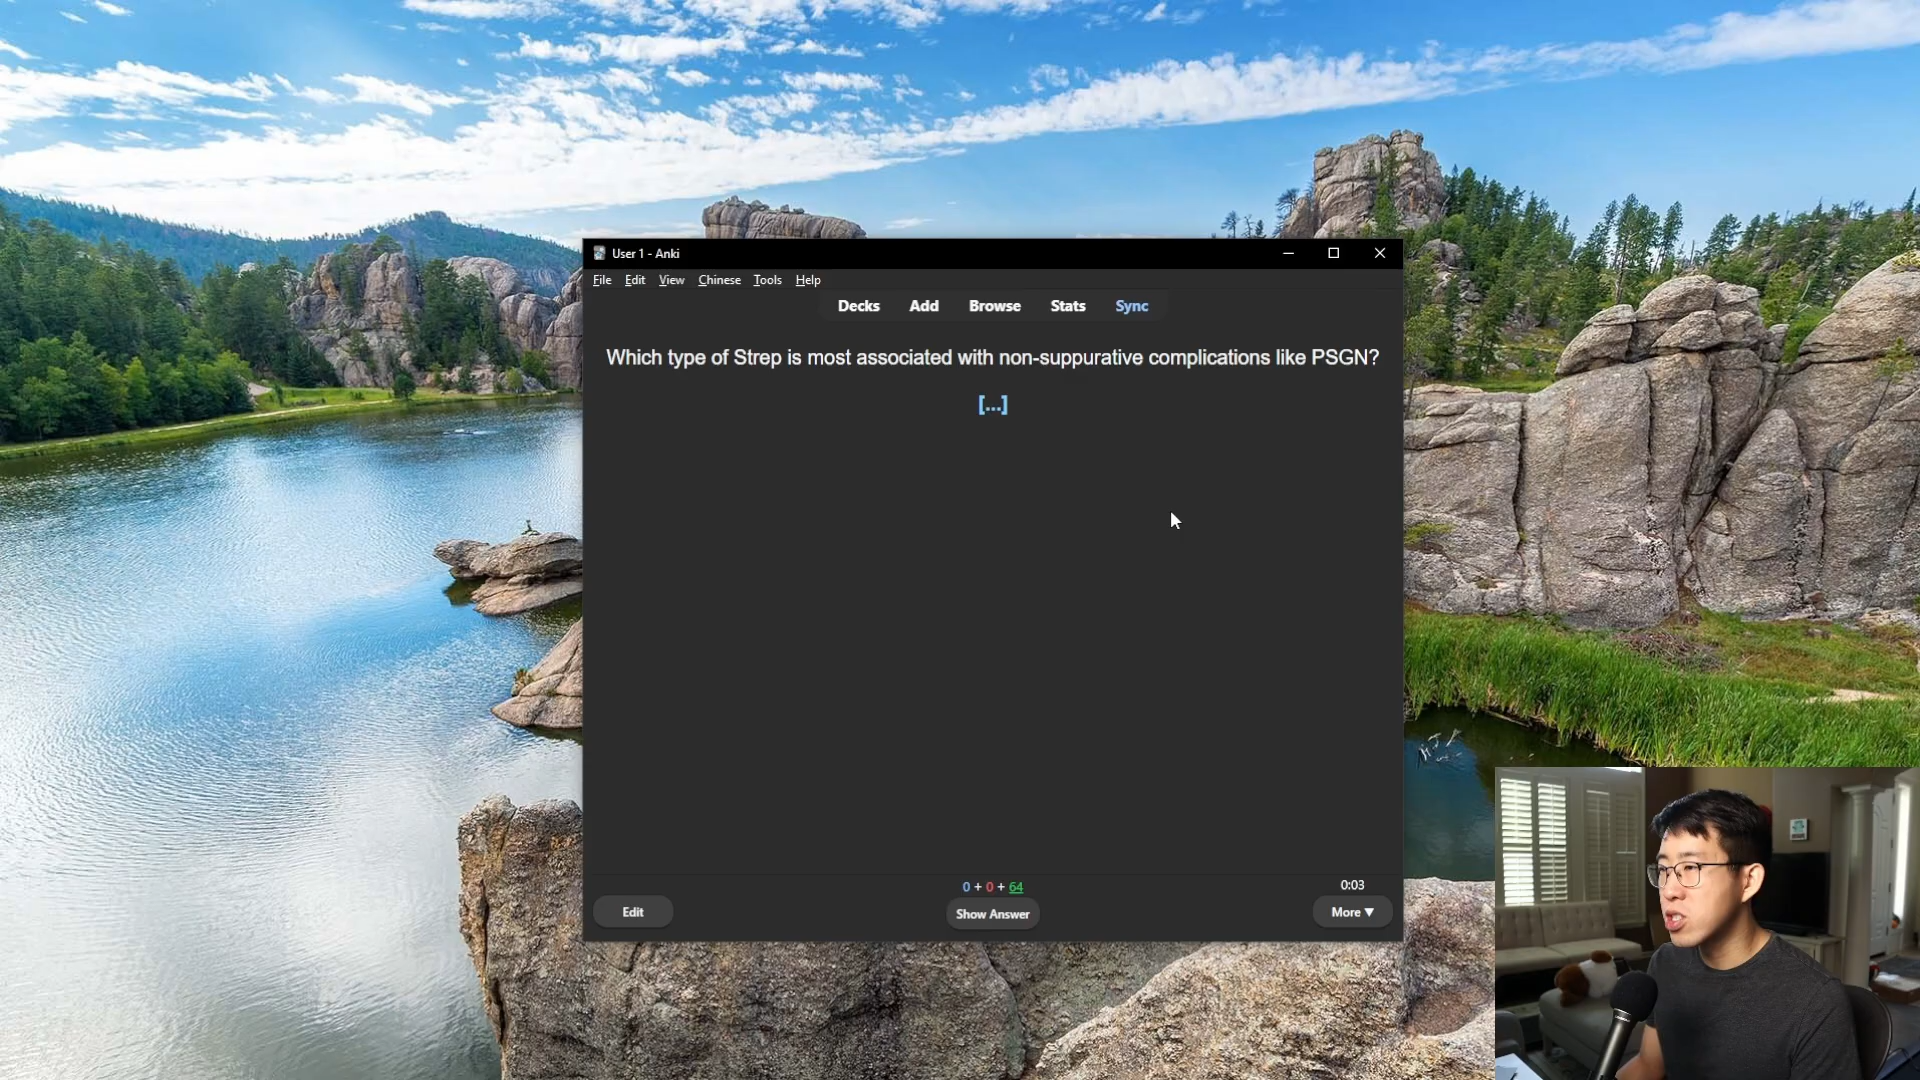 User 1 - Anki
File Edit View Chinese Tools Help
Decks Add Browse Stats Sync
Which type of Strep is most associated with non-suppurative complications like PSGN?
[...]
0 + 0 + 64
0:03
Edit
Show Answer
More ▼